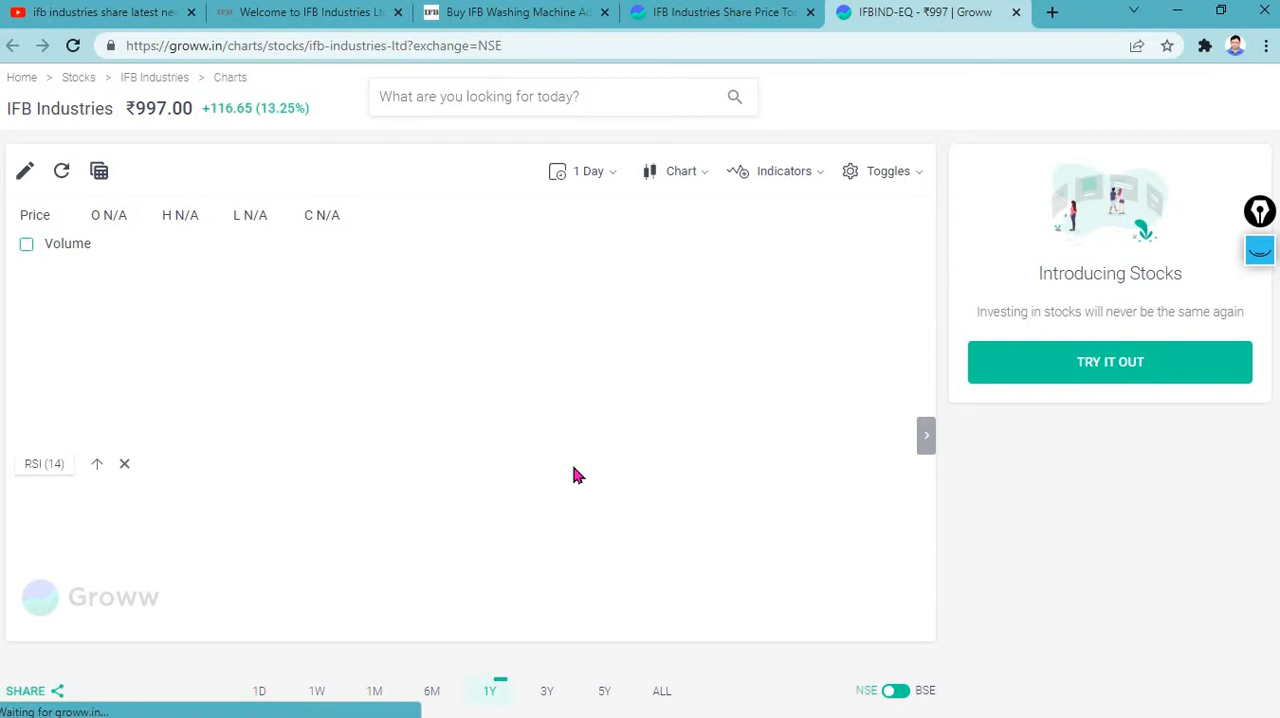 ifb industries share latest ne
Welcome to IFB Industries Lt
Buy IFB Washing Machine A
IFB Industries Share Price To
IFBIND-EQ - ₹997 | Groww
https://groww.in/charts/stocks/ifb-industries-ltd?exchange=NSE
Home > Stocks > IFB Industries > Charts
IFB Industries ₹997.00 +116.65 (13.25%)
What are you looking for today?
1 Day Chart Indicators Toggles
Price O N/A H N/A L N/A C N/A
Volume
Introducing Stocks
Investing in stocks will never be the same again
TRY IT OUT
RSI (14)
Groww
SHARE 1D 1W 1M 6M 1Y 3Y 5Y ALL NSE BSE
Waiting for groww.in...